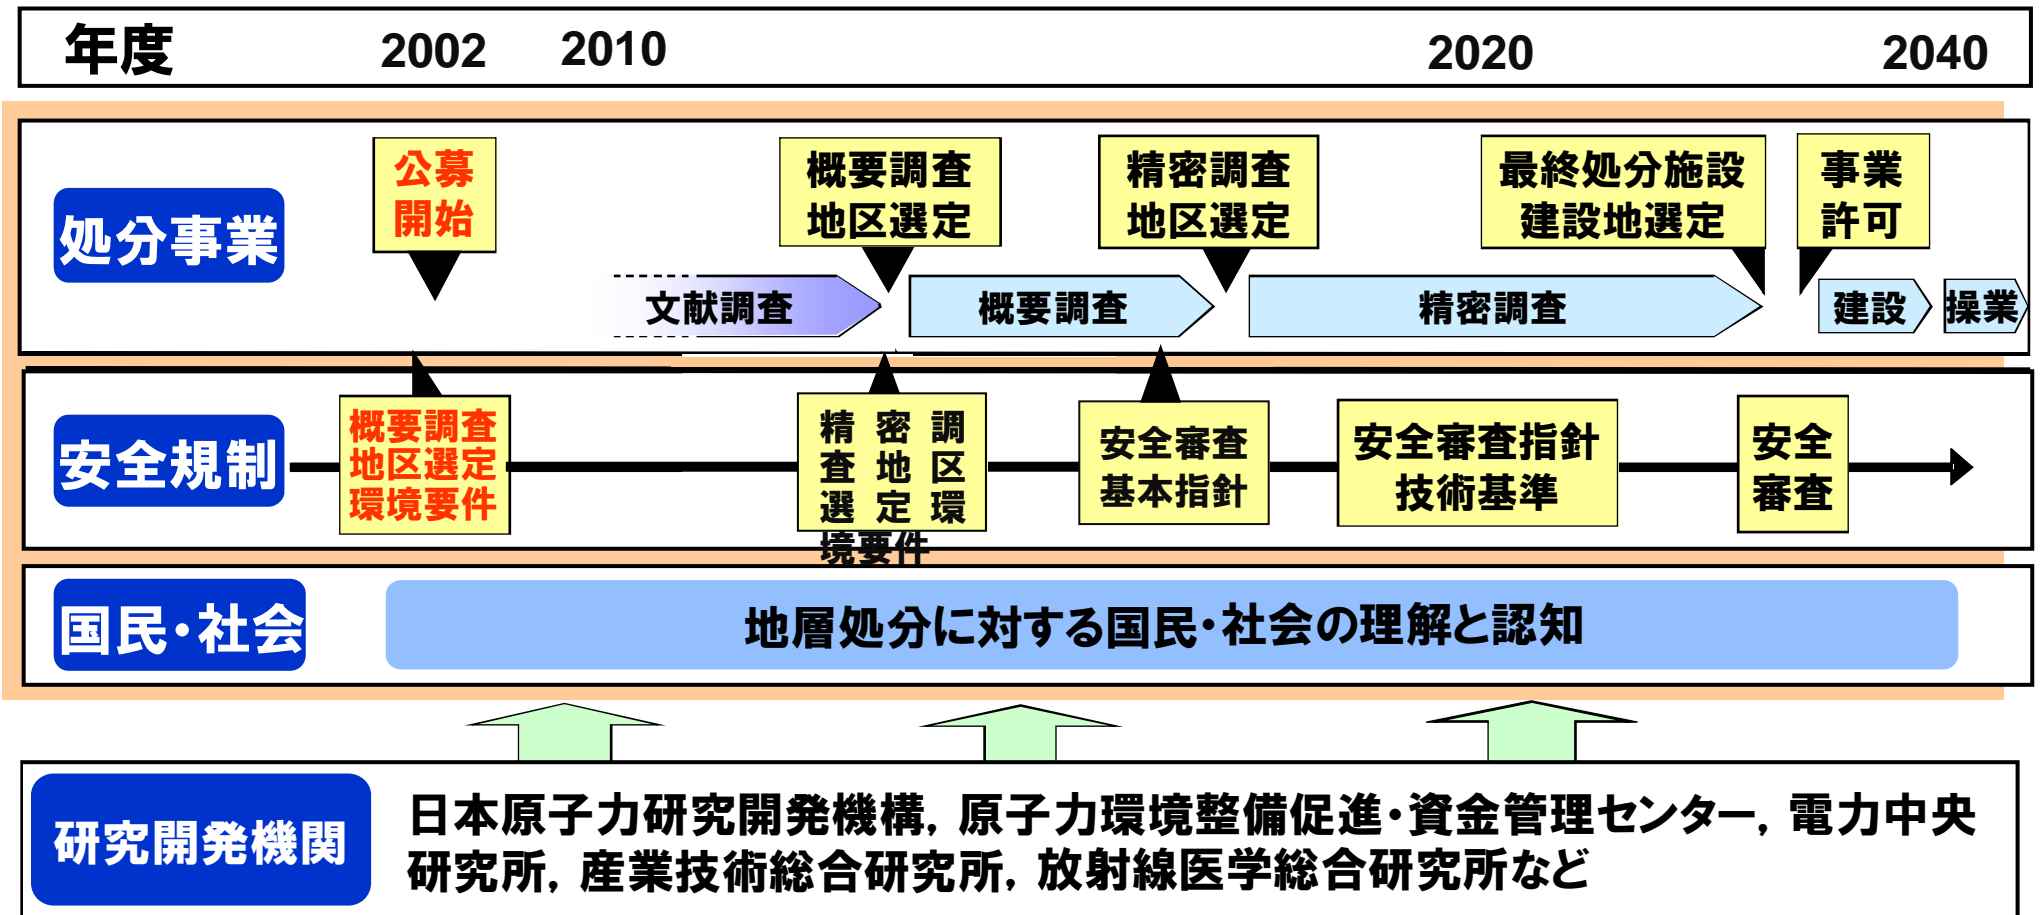 年度 2002 2010 2020 2040
処分事業
公募
開始
概要調査
地区選定
精密調査
地区選定
最終処分施設
建設地選定
事業
許可
文献調査
概要調査
精密調査
建設
操業
安全規制
概要調査
地区選定
環境要件
精密調
査地区
選定環
境要件
安全審査
基本指針
安全審査指針
技術基準
安全
審査
国民・社会
地層処分に対する国民・社会の理解と認知
研究開発機関
日本原子力研究開発機構, 原子力環境整備促進・資金管理センター, 電力中央
研究所, 産業技術総合研究所, 放射線医学総合研究所など